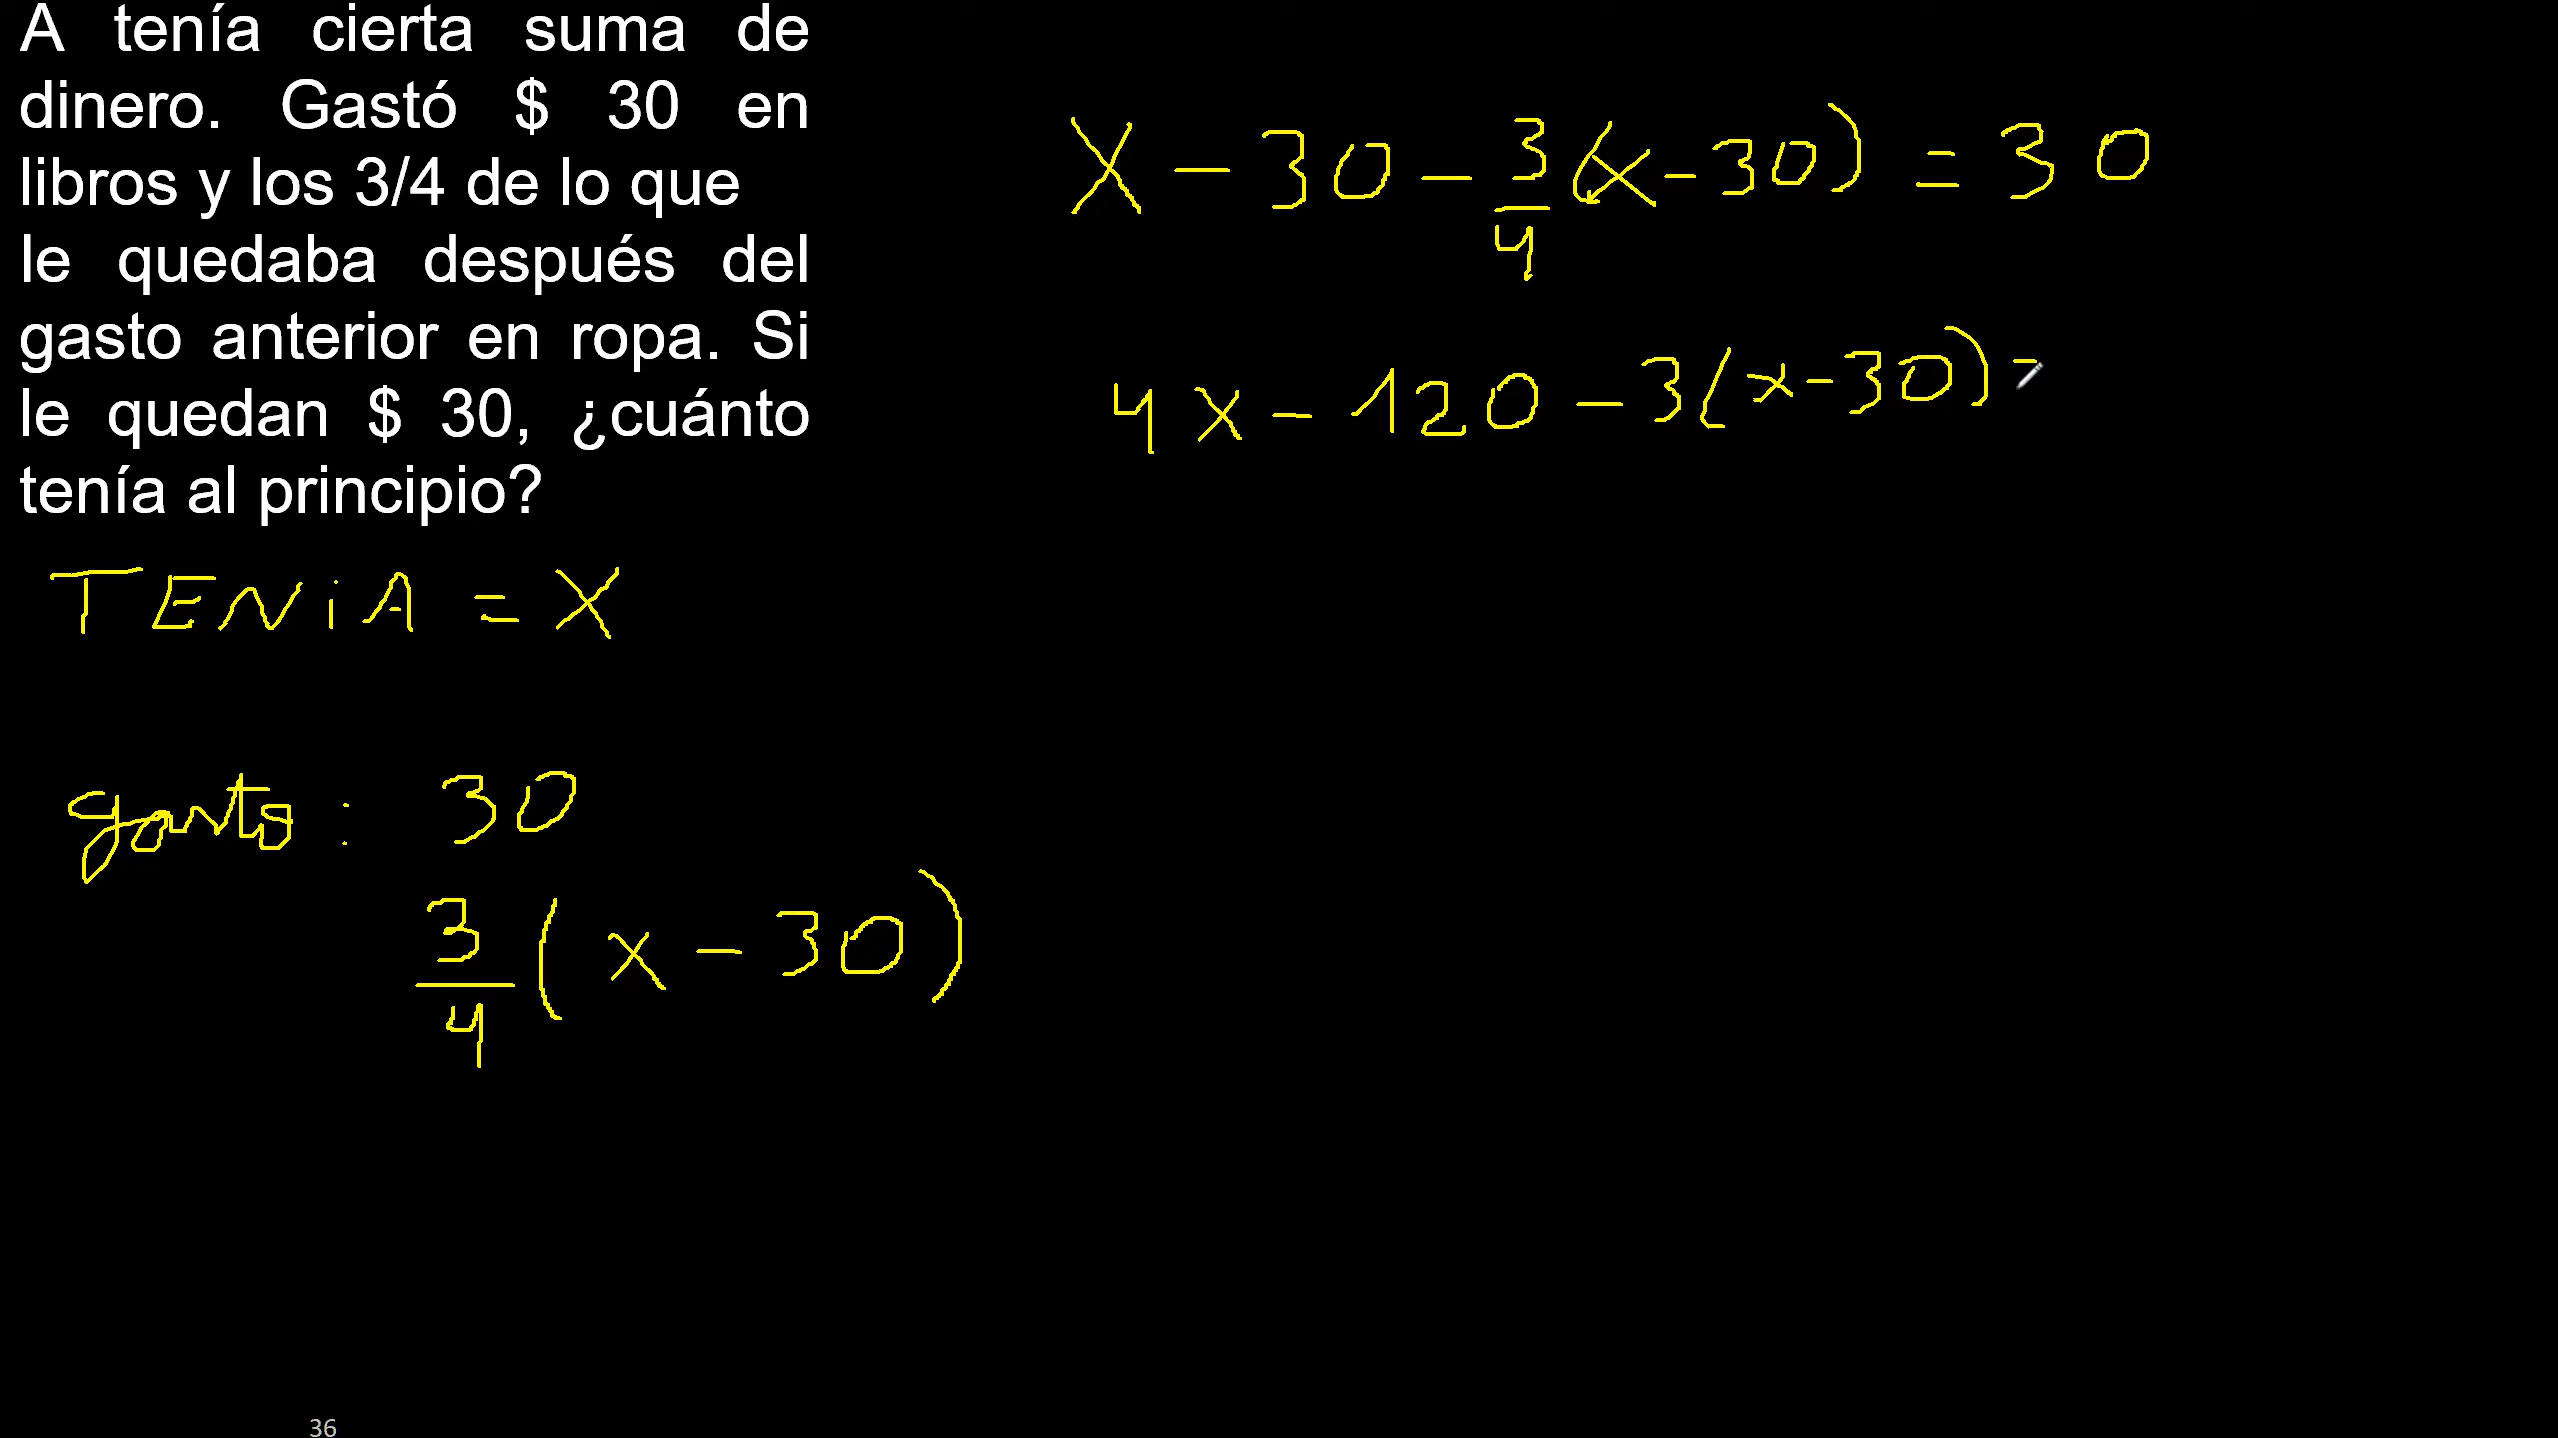 A tenía cierta suma de
dinero. Gastó $ 30 en
libros y los 3/4 de lo que
le quedaba después del
gasto anterior en ropa. Si
le quedan $ 30, ¿cuánto
tenía al principio?
TENiA = X
gasto : 30
3/4 (x - 30)
X - 30 - 3/4 (x - 30) = 30
4x - 120 - 3(x - 30) =
36